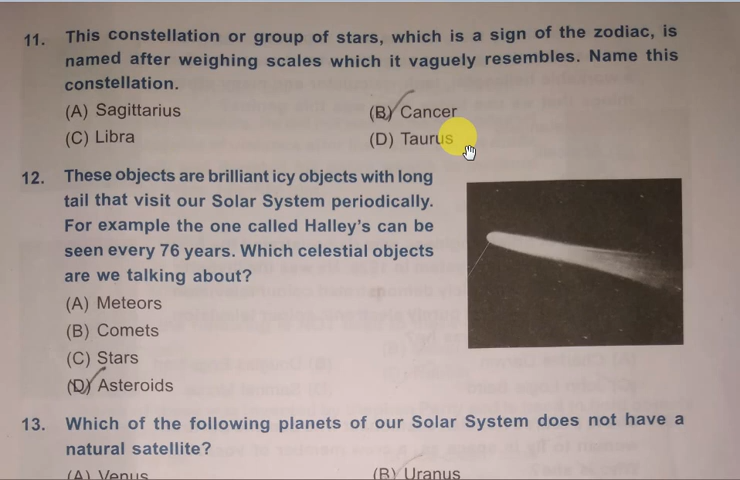 11. This constellation or group of stars, which is a sign of the zodiac, is
named after weighing scales which it vaguely resembles. Name this
constellation.
(A) Sagittarius (B) Cancer
(C) Libra (D) Taurus
12. These objects are brilliant icy objects with long
tail that visit our Solar System periodically.
For example the one called Halley's can be
seen every 76 years. Which celestial objects
are we talking about?
(A) Meteors
(B) Comets
(C) Stars
(D) Asteroids
13. Which of the following planets of our Solar System does not have a
natural satellite?
(A) Venus (B) Uranus